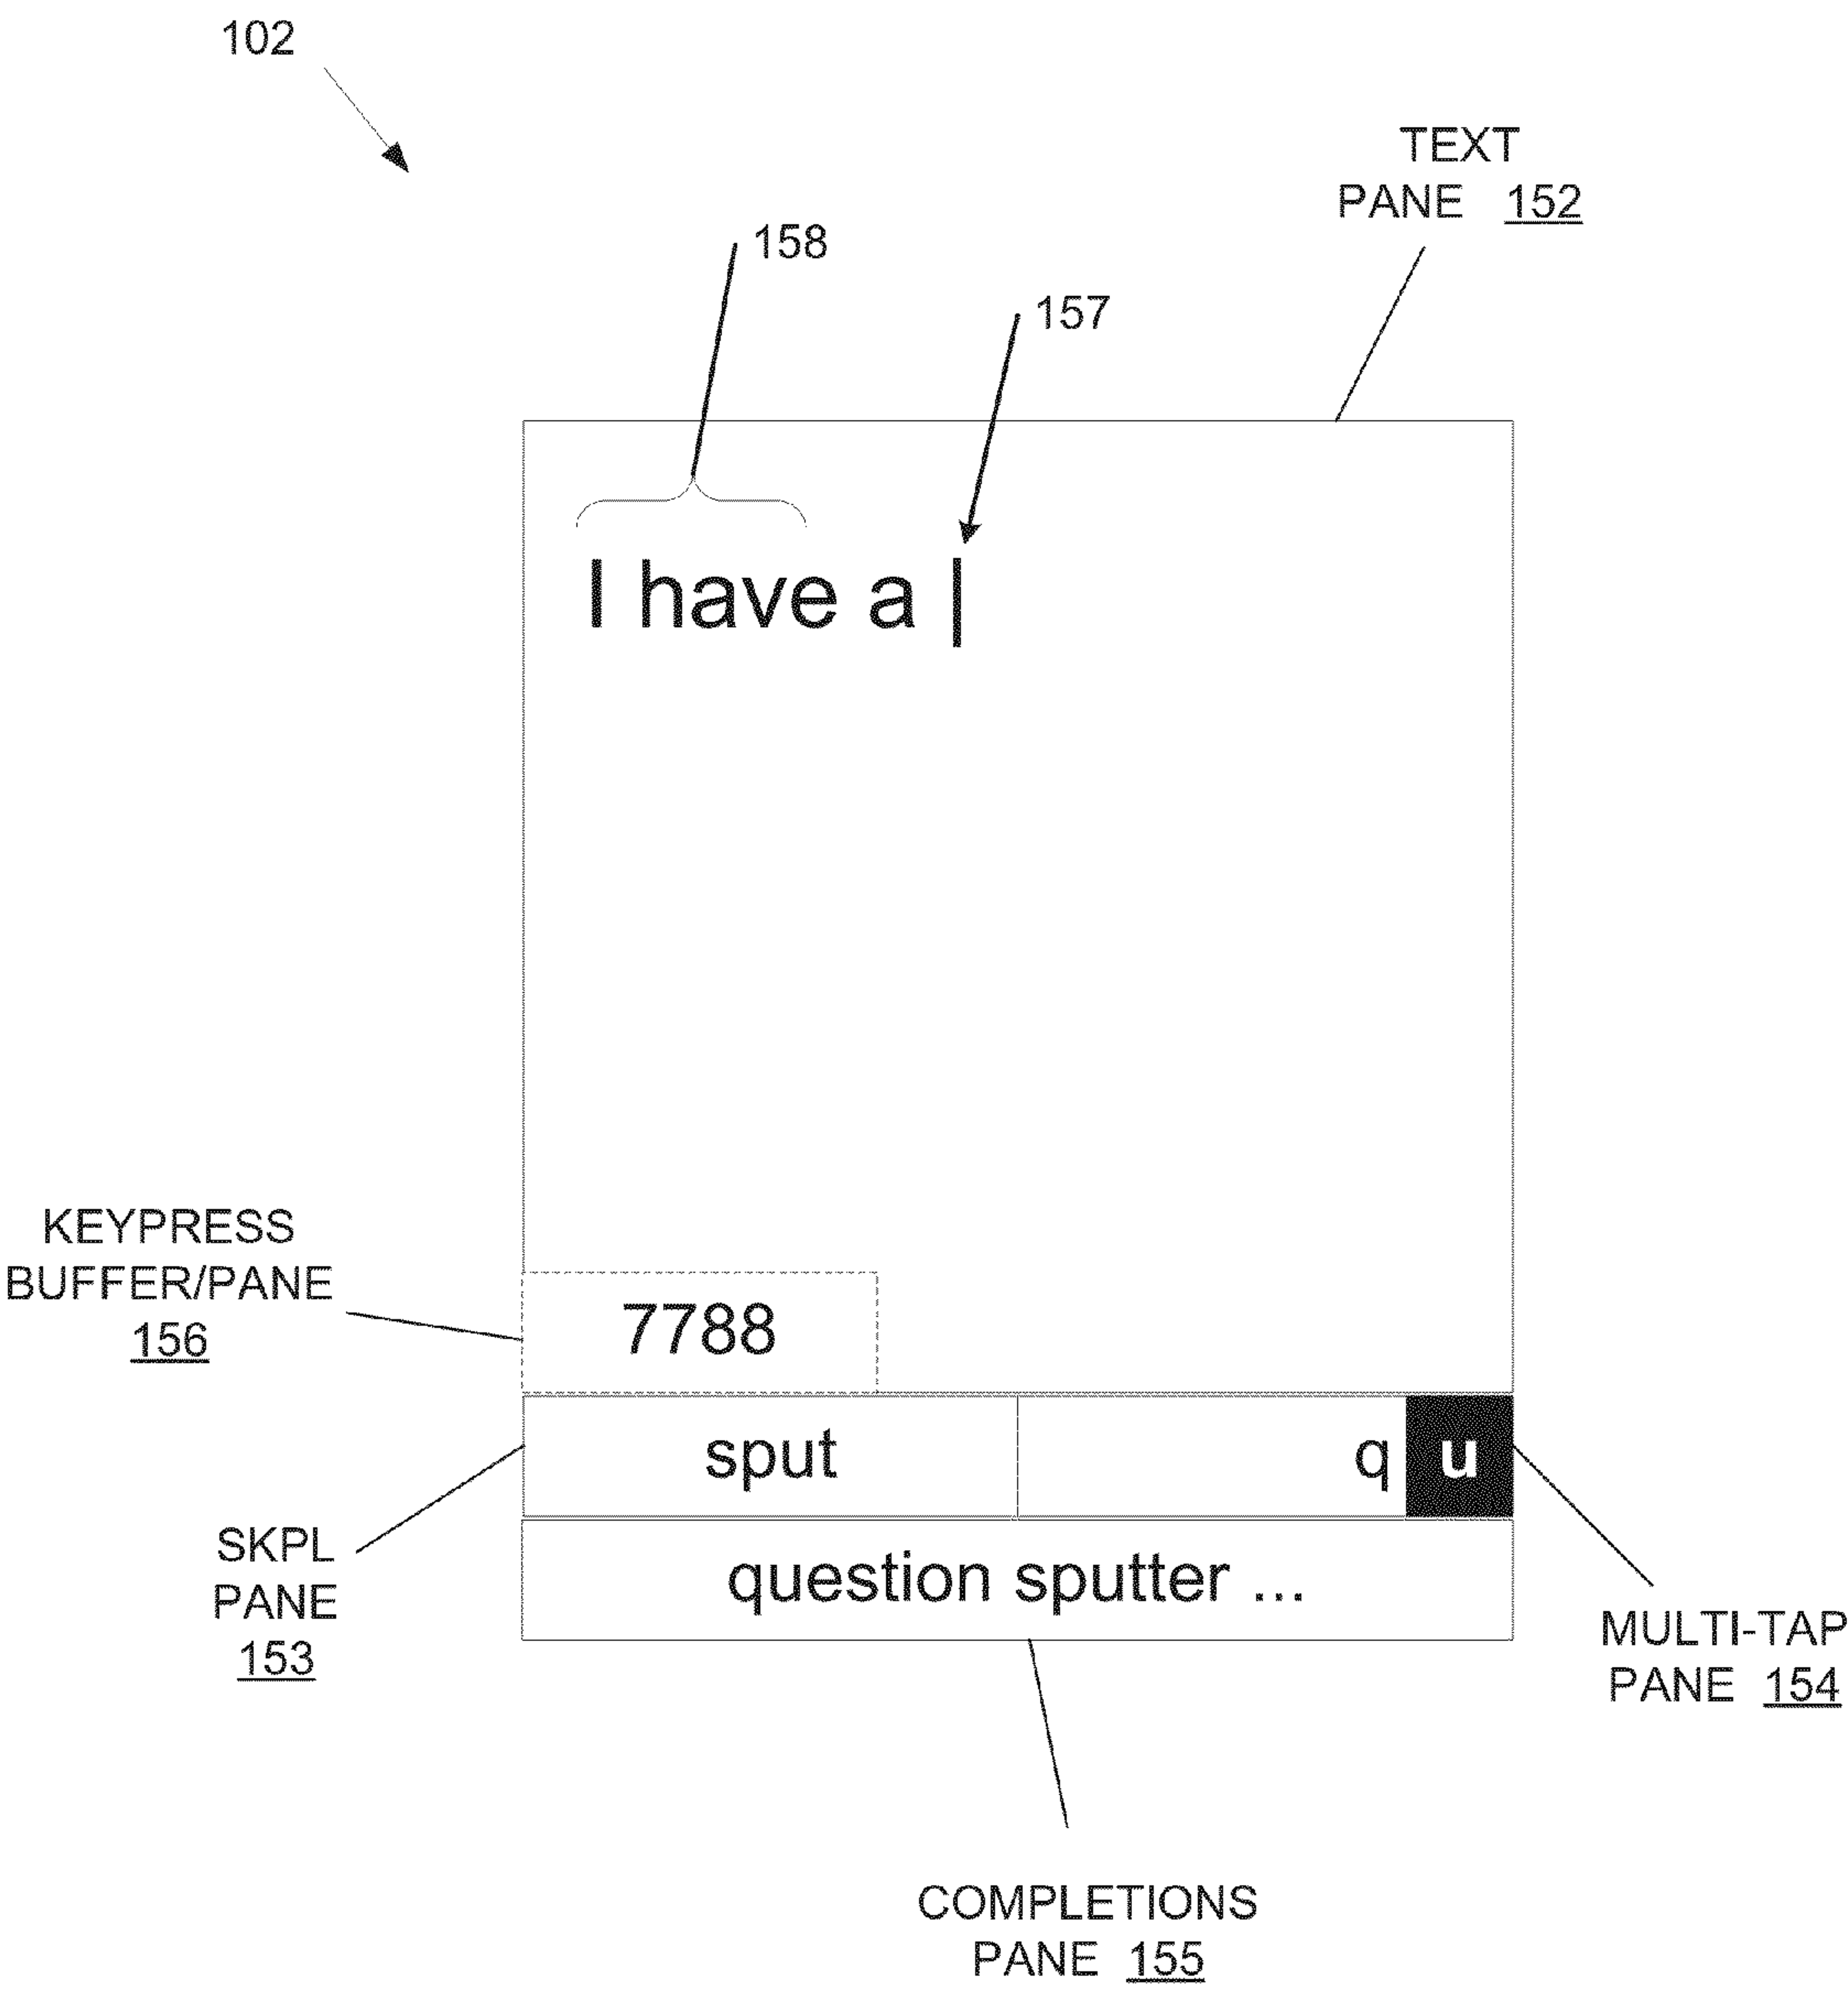 102
TEXT
PANE 152
158
157
I have a |
KEYPRESS
BUFFER/PANE
156
7788
sput
q u
SKPL
PANE
153
question sputter ...
MULTI-TAP
PANE 154
COMPLETIONS
PANE 155